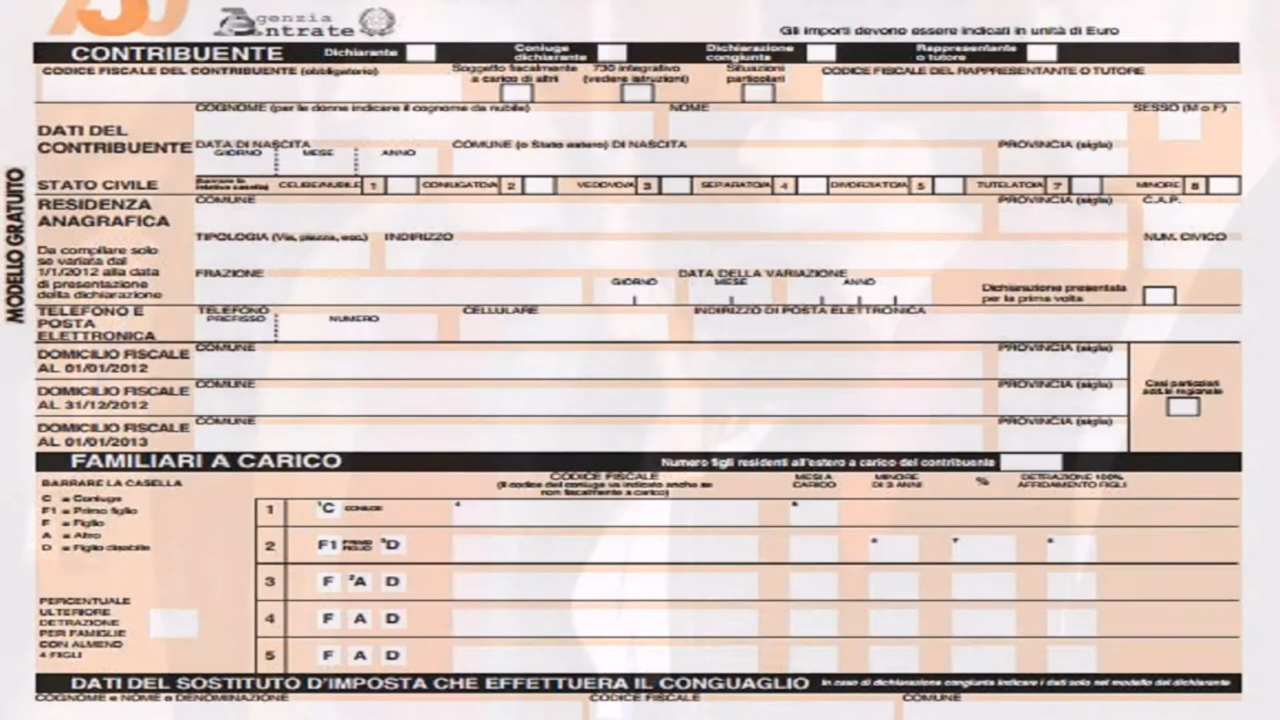 730
Agenzia
Entrate
Gli importi devono essere indicati in unità di Euro
CONTRIBUENTE Dichiarante Coniuge dichiarante Dichiarazione congiunta Rappresentante o tutore
CODICE FISCALE DEL CONTRIBUENTE (obbligatorio) Soggetto fiscalmente a carico di altri 730 integrativo (vedere istruzioni) Situazioni particolari CODICE FISCALE DEL RAPPRESENTANTE O TUTORE
MODELLO GRATUITO
DATI DEL CONTRIBUENTE
COGNOME (per le donne indicare il cognome da nubile) NOME SESSO (M o F)
DATA DI NASCITA COMUNE (o Stato estero) DI NASCITA PROVINCIA (sigla)
GIORNO MESE ANNO
STATO CIVILE CELIBE/NUBILE 1 CONIUGATO/A 2 VEDOVO/A 3 SEPARATO/A 4 DIVORZIATO/A 5 TUTELATO/A 7 MINORE 8
RESIDENZA ANAGRAFICA
COMUNE PROVINCIA (sigla) C.A.P.
TIPOLOGIA (Via, piazza, ecc.) INDIRIZZO NUM. CIVICO
Da compilare solo
se variata dal
1/1/2012 alla data
di presentazione
della dichiarazione
FRAZIONE DATA DELLA VARIAZIONE
GIORNO MESE ANNO
Dichiarazione presentata
per la prima volta
TELEFONO E
POSTA
ELETTRONICA
TELEFONO CELLULARE INDIRIZZO DI POSTA ELETTRONICA
PREFISSO NUMERO
DOMICILIO FISCALE
AL 01/01/2012
COMUNE PROVINCIA (sigla)
DOMICILIO FISCALE
AL 31/12/2012
COMUNE PROVINCIA (sigla)
Casi particolari
add.le regionale
DOMICILIO FISCALE
AL 01/01/2013
COMUNE PROVINCIA (sigla)
FAMILIARI A CARICO Numero figli residenti all'estero a carico del contribuente
BARRARE LA CASELLA
C = Coniuge
F1 = Primo figlio
F = Figlio
A = Altro
D = Figlio disabile
CODICE FISCALE
(Il codice del coniuge va indicato anche se
non fiscalmente a carico)
MESI A CARICO MINORE DI 3 ANNI % DETRAZIONE 100% AFFIDAMENTO FIGLI
1 C CONIUGE
2 F1 PRIMO FIGLIO D
3 F A D
4 F A D
5 F A D
PERCENTUALE
ULTERIORE
DETRAZIONE
PER FAMIGLIE
CON ALMENO
4 FIGLI
DATI DEL SOSTITUTO D'IMPOSTA CHE EFFETTUERA IL CONGUAGLIO In caso di dichiarazione congiunta indicare i dati solo nel modello del dichiarante
COGNOME e NOME o DENOMINAZIONE CODICE FISCALE COMUNE